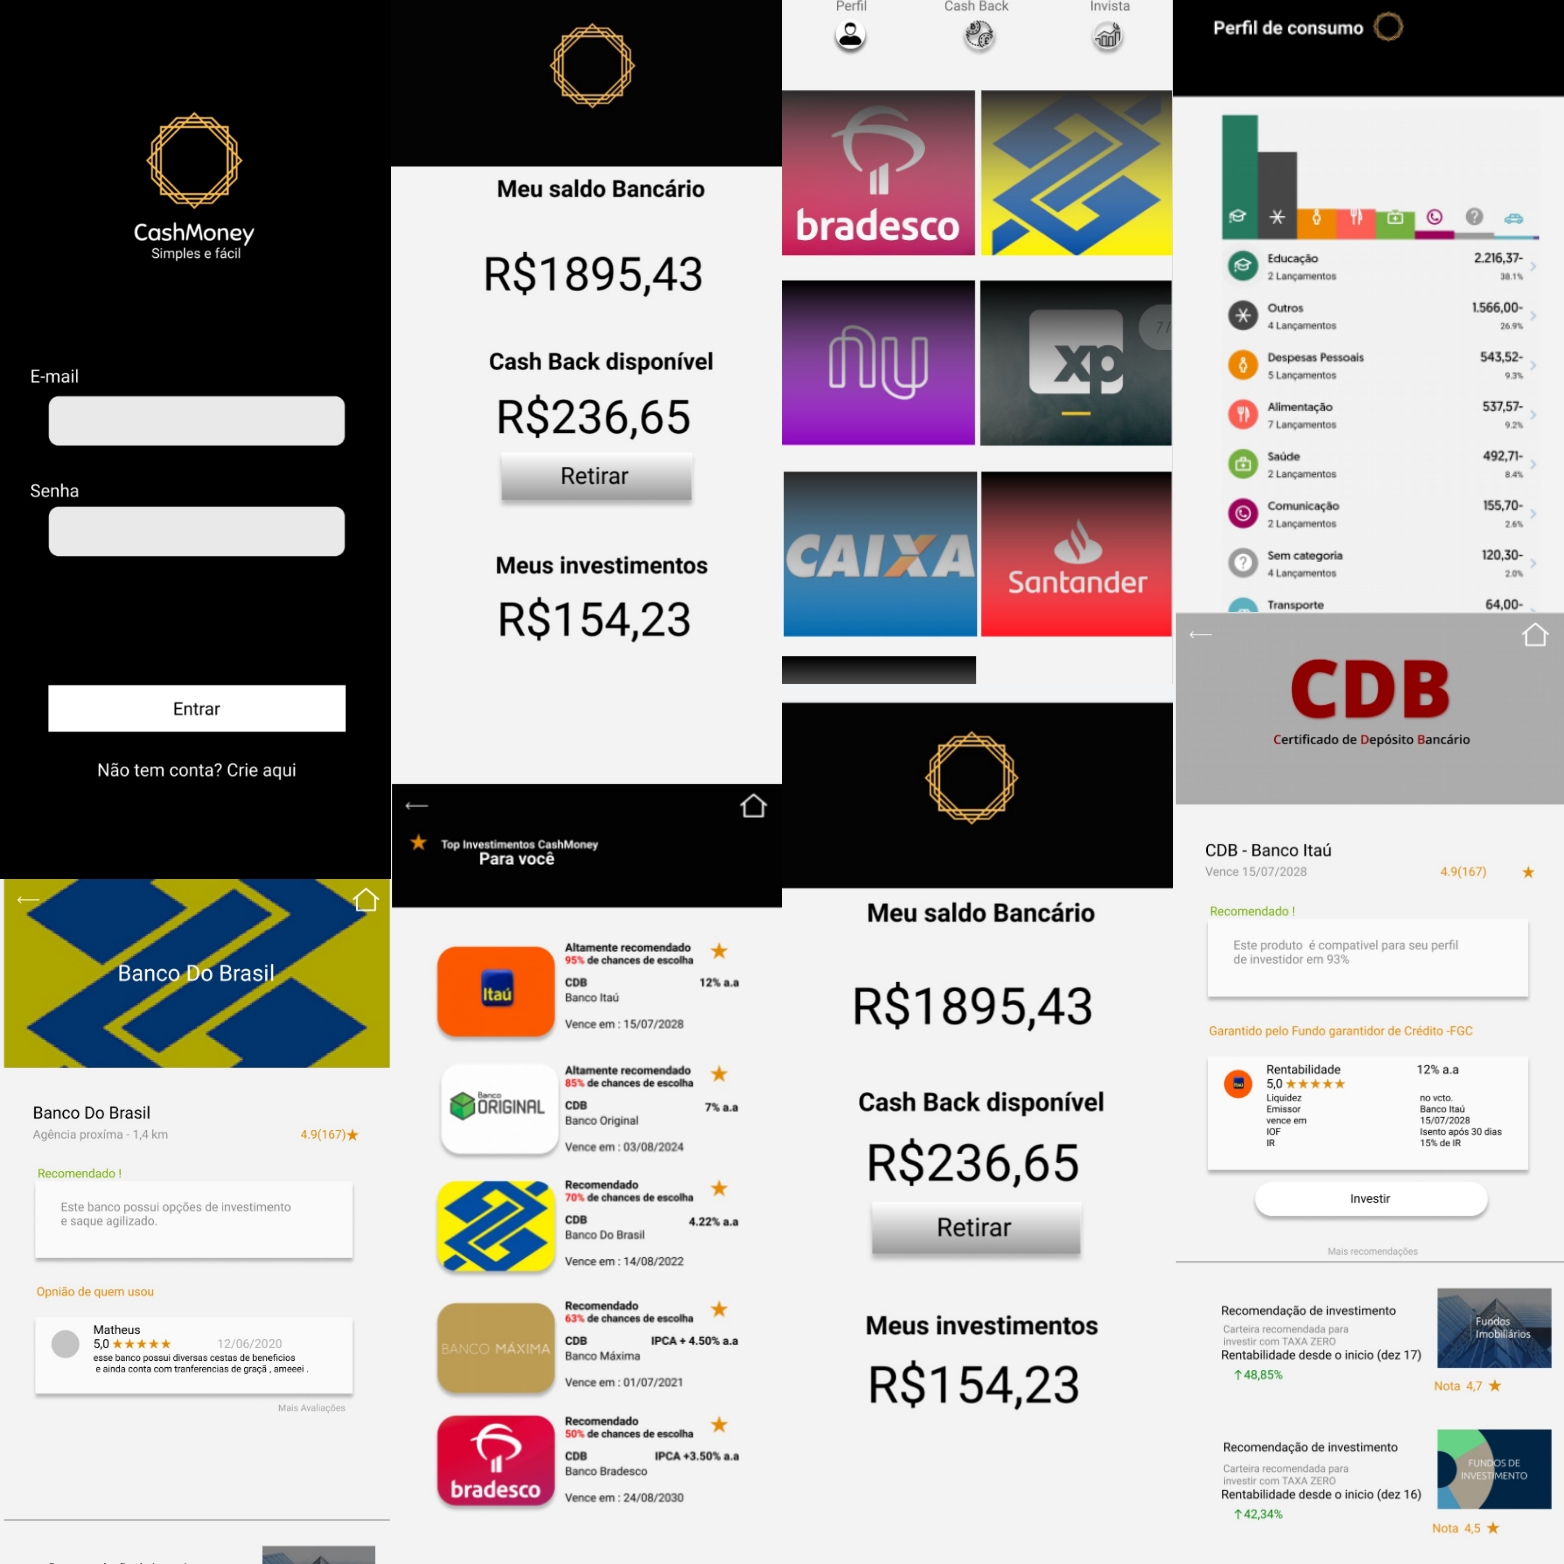 CashMoney
Simples e fácil
E-mail
Senha
Entrar
Não tem conta? Crie aqui
Meu saldo Bancário
R$1895,43
Cash Back disponível
R$236,65
Retirar
Meus investimentos
R$154,23
Perfil
Cash Back
Invista
bradesco
nu
xp
7/
CAIXA
Santander
Perfil de consumo
Educação 2.216,37-
2 Lançamentos 38.1%
Outros 1.566,00-
4 Lançamentos 26.9%
Despesas Pessoais 543,52-
5 Lançamentos 9.3%
Alimentação 537,57-
7 Lançamentos 9.2%
Saúde 492,71-
2 Lançamentos 8.4%
Comunicação 155,70-
2 Lançamentos 2.6%
Sem categoria 120,30-
4 Lançamentos 2.0%
Transporte 64,00-
Banco Do Brasil
Banco Do Brasil
Agência proxíma - 1,4 km 4.9(167)
Recomendado !
Este banco possui opções de investimento
e saque agilizado.
Opnião de quem usou
Matheus
5,0 12/06/2020
esse banco possui diversas cestas de beneficios
e ainda conta com tranferencias de graçã , ameeei .
Mais Avaliações
Top Investimentos CashMoney
Para você
Itaú
Altamente recomendado
95% de chances de escolha
CDB 12% a.a
Banco Itaú
Vence em : 15/07/2028
Banco
ORIGINAL
Altamente recomendado
85% de chances de escolha
CDB 7% a.a
Banco Original
Vence em : 03/08/2024
Recomendado
70% de chances de escolha
CDB 4.22% a.a
Banco Do Brasil
Vence em : 14/08/2022
BANCO MÁXIMA
Recomendado
63% de chances de escolha
CDB IPCA + 4.50% a.a
Banco Máxima
Vence em : 01/07/2021
bradesco
Recomendado
50% de chances de escolha
CDB IPCA +3.50% a.a
Banco Bradesco
Vence em : 24/08/2030
Meu saldo Bancário
R$1895,43
Cash Back disponível
R$236,65
Retirar
Meus investimentos
R$154,23
CDB
Certificado de Depósito Bancário
CDB - Banco Itaú
Vence 15/07/2028 4.9(167)
Recomendado !
Este produto é compativel para seu perfil
de investidor em 93%
Garantido pelo Fundo garantidor de Crédito -FGC
Itaú
Rentabilidade 12% a.a
5,0
Liquidez no vcto.
Emissor Banco Itaú
vence em 15/07/2028
IOF Isento após 30 dias
IR 15% de IR
Investir
Mais recomendações
Recomendação de investimento
Carteira recomendada para
investir com TAXA ZERO
Rentabilidade desde o inicio (dez 17)
↑48,85%
Fundos
Imobiliários
Nota 4,7
Recomendação de investimento
Carteira recomendada para
investir com TAXA ZERO
Rentabilidade desde o inicio (dez 16)
↑42,34%
FUNDOS DE
INVESTIMENTO
Nota 4,5